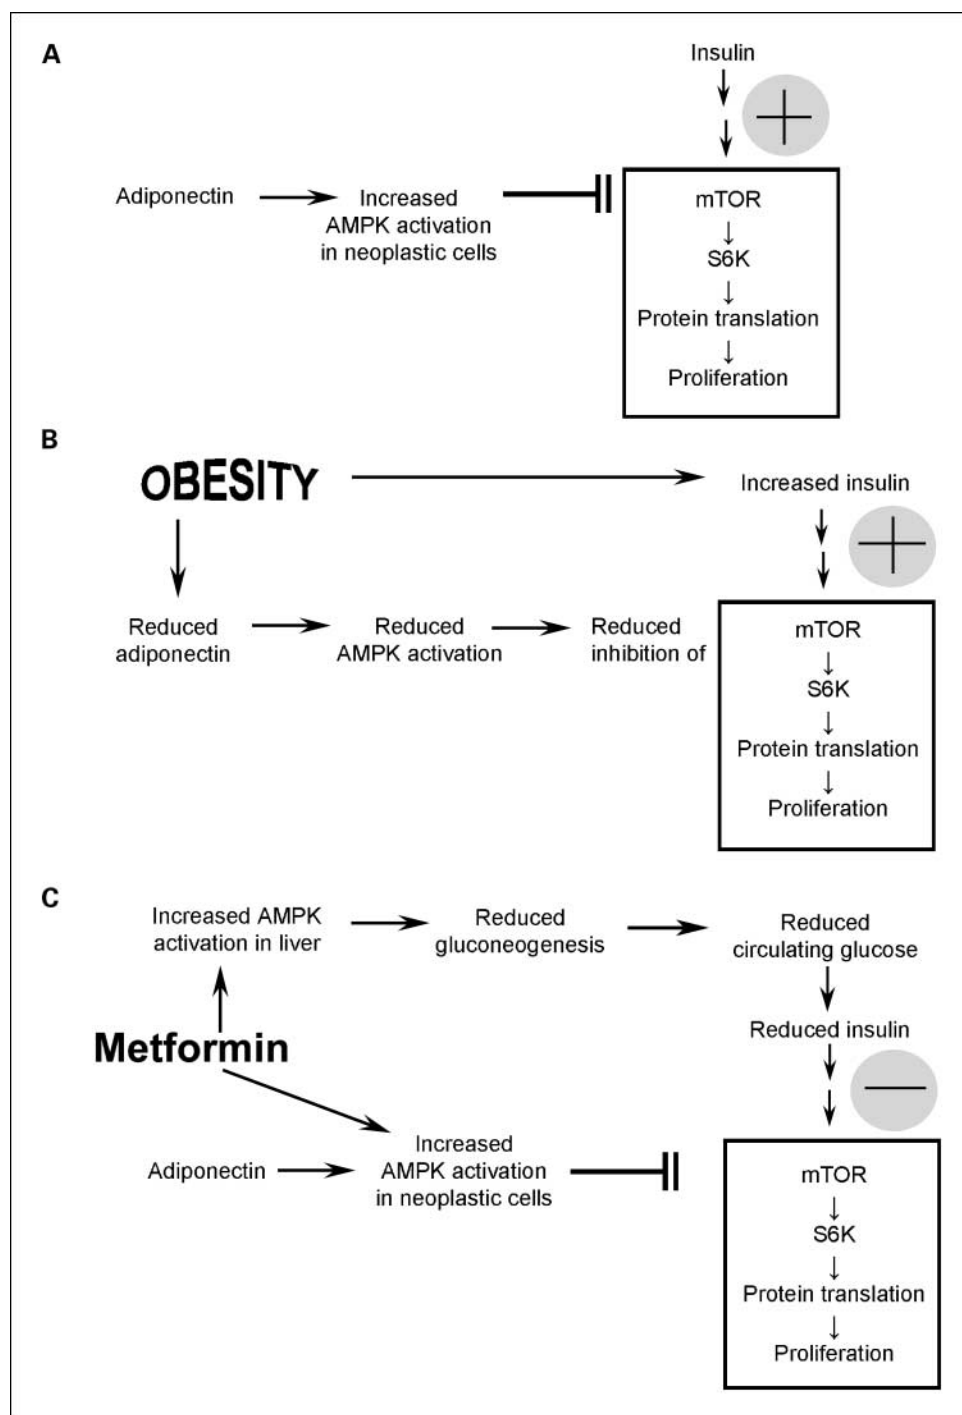 A
Insulin
Adiponectin
Increased
AMPK activation
in neoplastic cells
mTOR
↓
S6K
↓
Protein translation
↓
Proliferation
B
OBESITY
Increased insulin
Reduced
adiponectin
Reduced
AMPK activation
Reduced
inhibition of
mTOR
↓
S6K
↓
Protein translation
↓
Proliferation
C
Increased AMPK
activation in liver
Reduced
gluconeogenesis
Reduced
circulating glucose
Reduced insulin
Metformin
Adiponectin
Increased
AMPK activation
in neoplastic cells
mTOR
↓
S6K
↓
Protein translation
↓
Proliferation